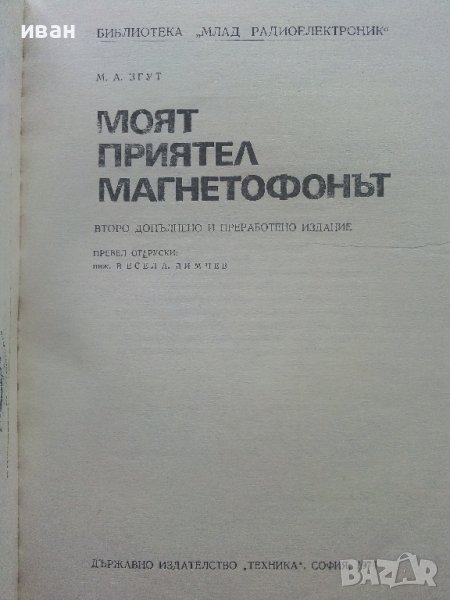 иван
БИБЛИОТЕКА „МЛАД РАДИОЕЛЕКТРОНИК“
М. А. ЗГУТ
МОЯТ
ПРИЯТЕЛ
МАГНЕТОФОНЪТ
ВТОРО ДОПЪЛНЕНО И ПРЕРАБОТЕНО ИЗДАНИЕ
ПРЕВЕЛ ОТ РУСКИ:
инж. ВЕСЕЛА ДИМЧЕВ
ДЪРЖАВНО ИЗДАТЕЛСТВО „ТЕХНИКА“, СОФИЯ
BAZAR